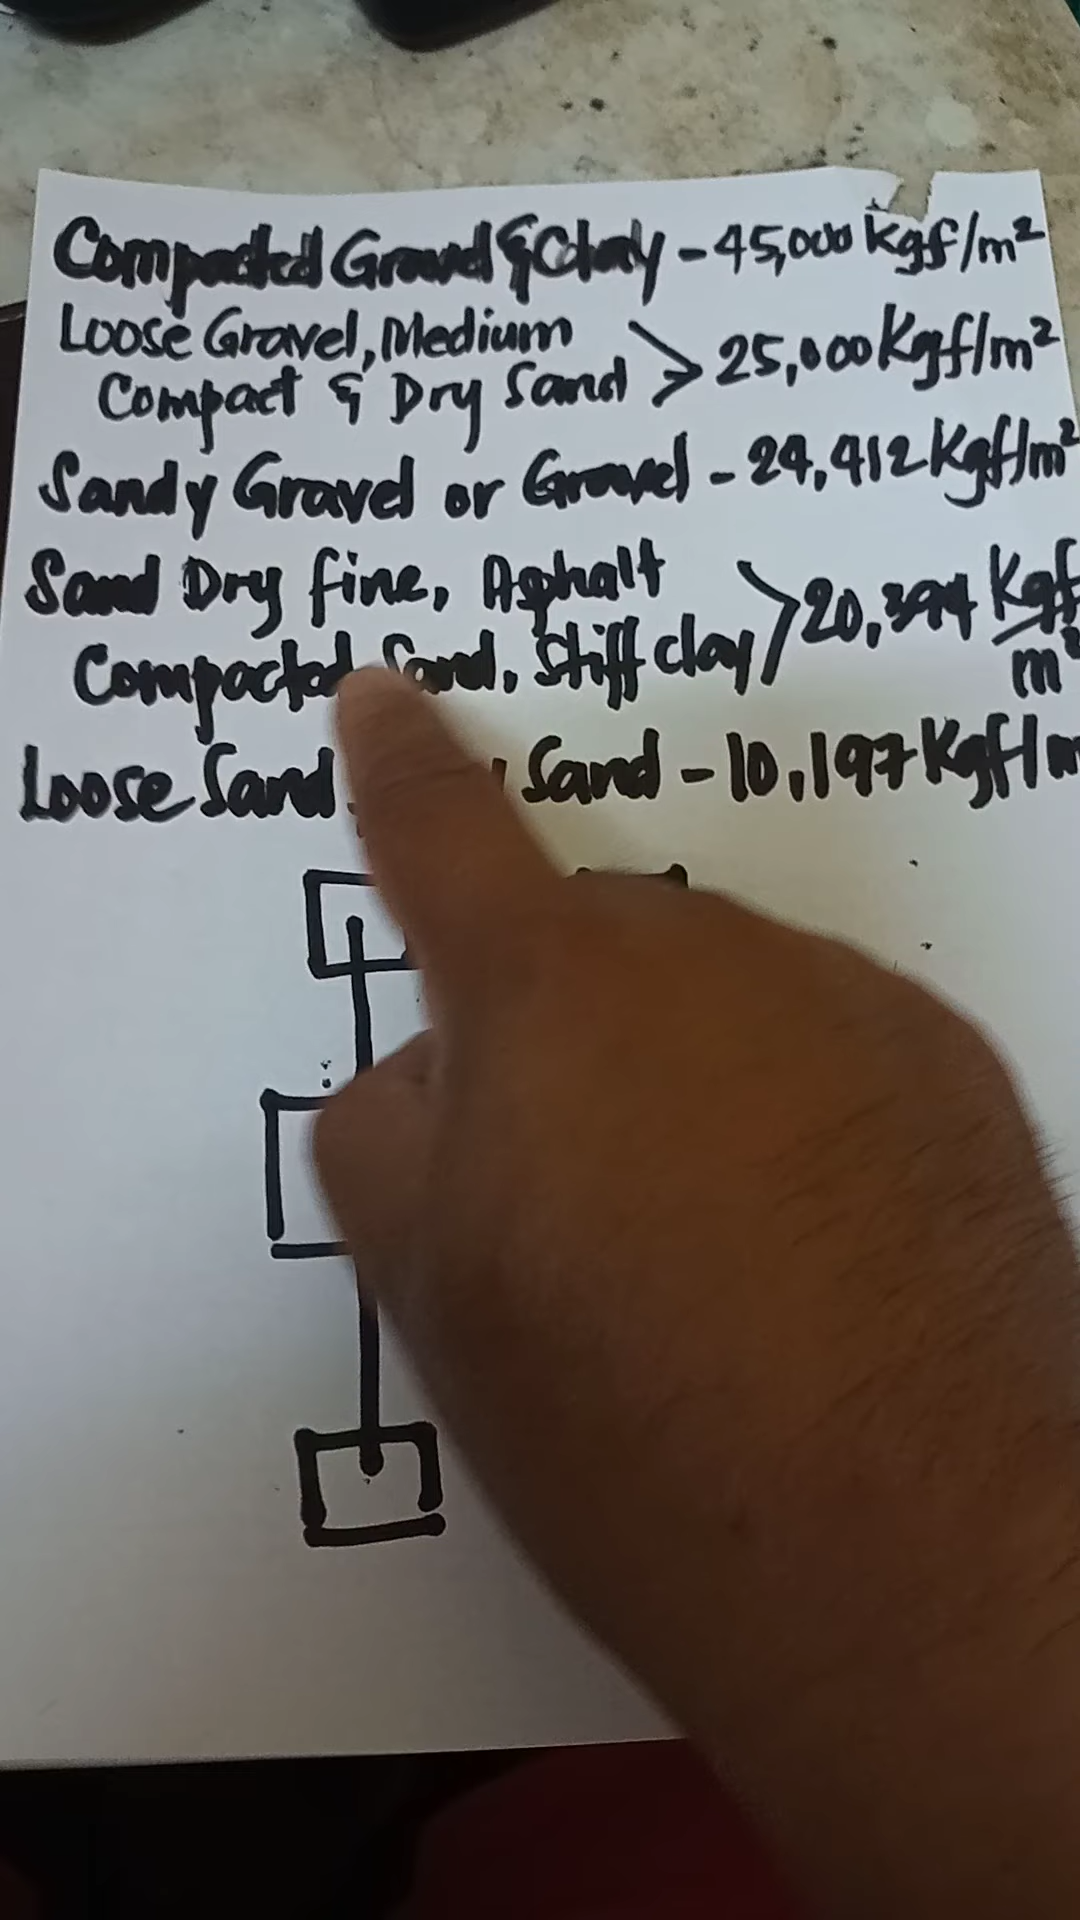 Compacted Gravel & Clay - 45,000 kgf/m²
Loose Gravel, Medium
Compact & Dry Sand > 25,000 Kgf/m²
Sandy Gravel or Gravel - 24,412 Kgf/m²
Sand Dry fine, Asphalt
Compacted Sand, Stiff clay > 20,394 Kgf/m²
Loose Sand Sand - 10,197 Kgf/m